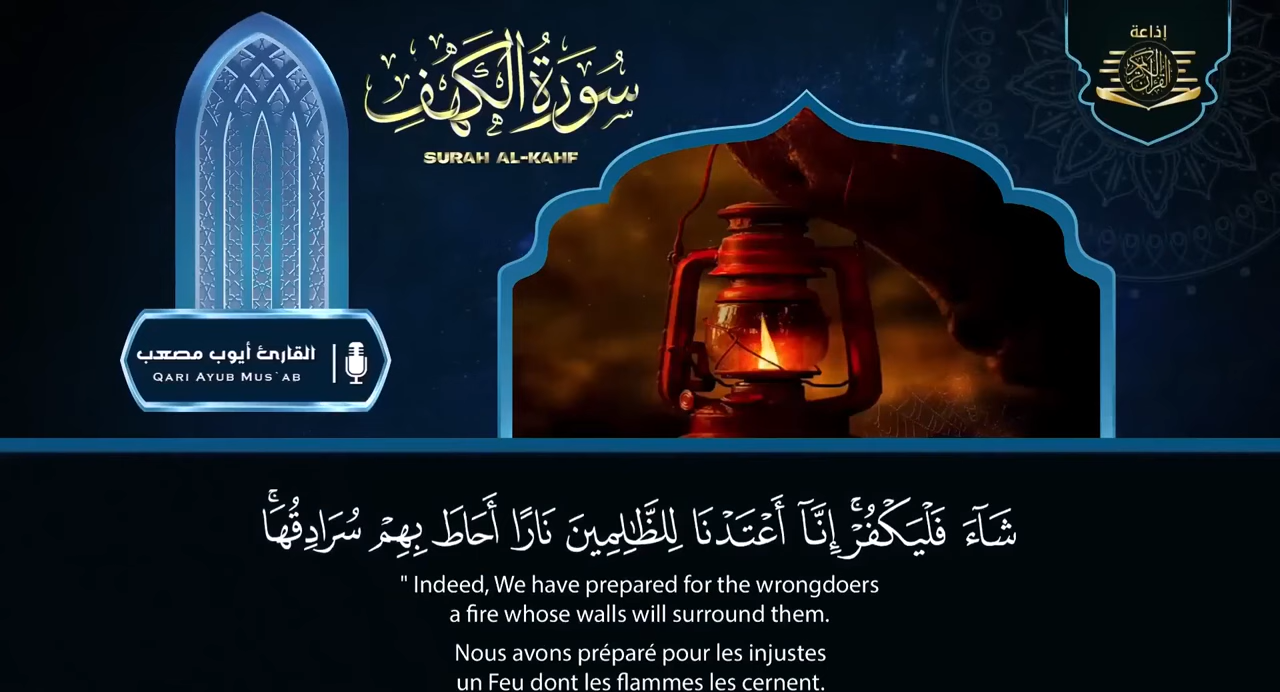 سُورَةُ الكَهْفِ
SURAH AL-KAHF
إذاعة
القرآن الكريم
القارئ أيوب مصعب
QARI AYUB MUS`AB
شَآءَ فَلْيَكْفُرْۚ إِنَّآ أَعْتَدْنَا لِلظَّٰلِمِينَ نَارًا أَحَاطَ بِهِمْ سُرَادِقُهَاۚ
" Indeed, We have prepared for the wrongdoers
a fire whose walls will surround them.
Nous avons préparé pour les injustes
un Feu dont les flammes les cernent.